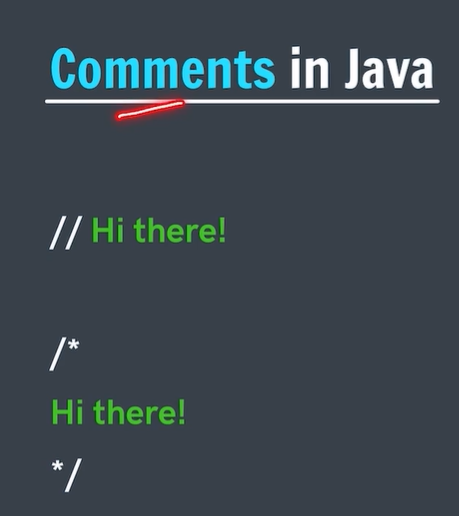 Comments in Java
// Hi there!
/*
Hi there!
*/